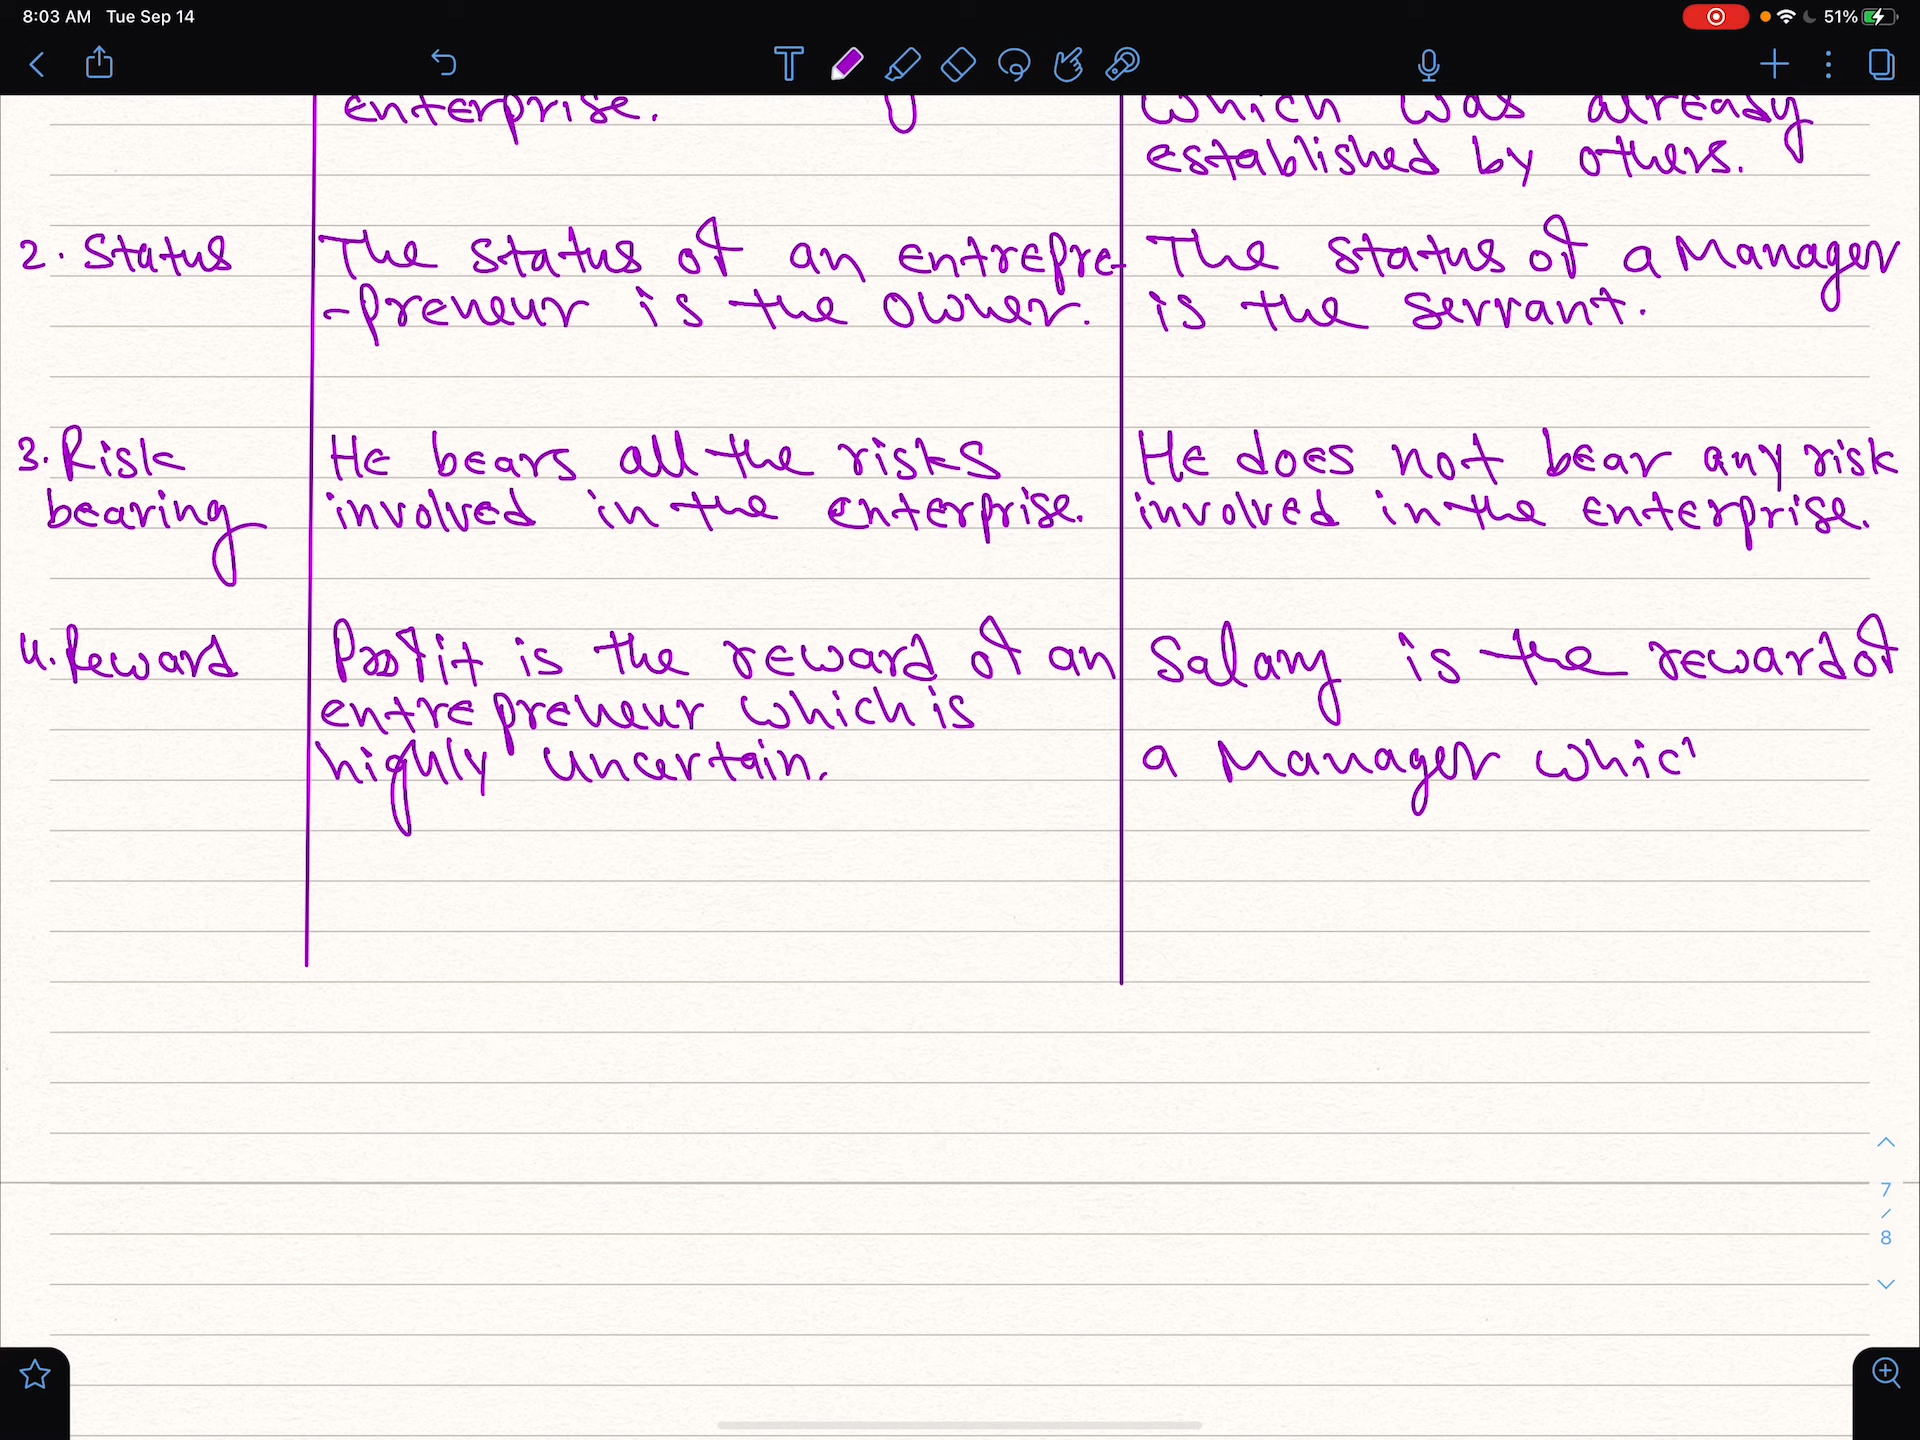 8:03 AM Tue Sep 14
51%
enterprise.
which was already
established by others.
2. Status
The status of an entrepre
-preneur is the owner.
The status of a Manager
is the servant.
3. Risk
bearing
He bears all the risks
involved in the enterprise.
He does not bear any risk
involved in the enterprise.
4. Reward
Profit is the reward of an
entrepreneur which is
highly uncertain.
Salary is the reward of
a Manager whic
7
/
8